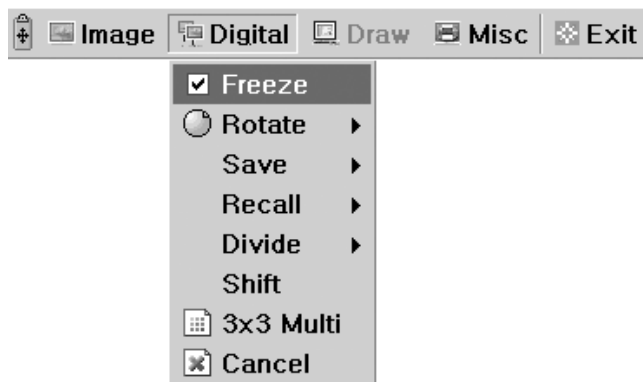 Image Digital Draw Misc Exit
Freeze
Rotate
Save
Recall
Divide
Shift
3x3 Multi
Cancel